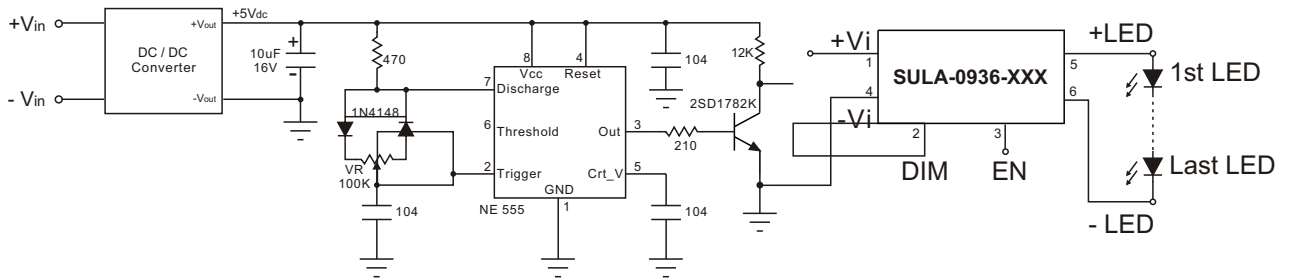 +Vin
- Vin
DC / DC
Converter
+Vout
-Vout
+5Vdc
+
-
10uF
16V
470
1N4148
VR
100K
104
7
8
4
Vcc
Reset
Discharge
6
Threshold
2
Trigger
Out
3
Crt_V
5
GND
1
NE 555
104
104
210
12K
2SD1782K
+Vi
1
4
-Vi
SULA-0936-XXX
2
3
5
6
DIM
EN
+LED
1st LED
Last LED
- LED